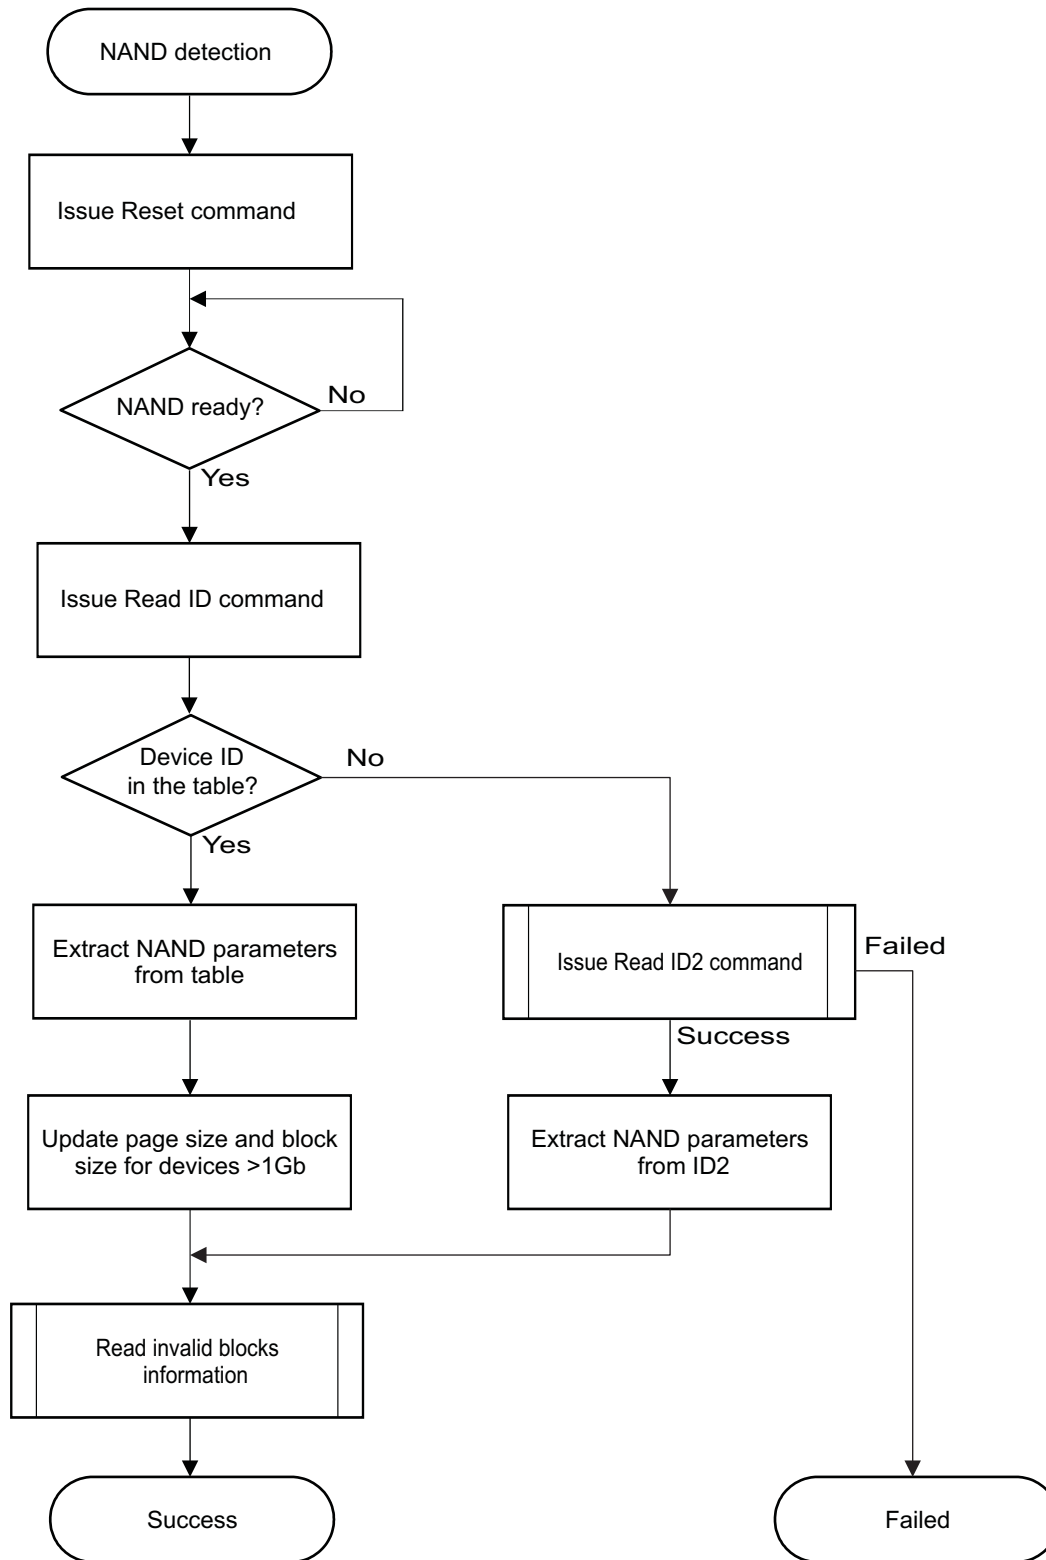 NAND detection
Issue Reset command
NAND ready?
No
Yes
Issue Read ID command
Device ID
in the table?
No
Yes
Extract NAND parameters
from table
Issue Read ID2 command
Failed
Success
Update page size and block
size for devices >1Gb
Extract NAND parameters
from ID2
Read invalid blocks
information
Success
Failed